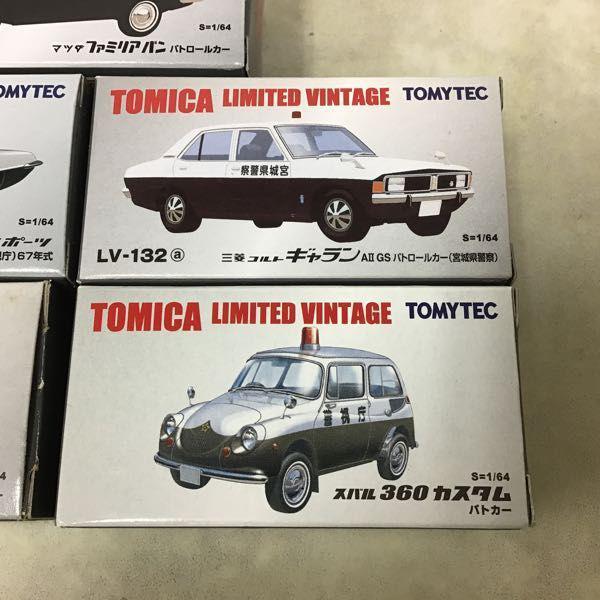 S=1/64
マツダ ファミリアバン パトロールカー
OMYTEC
S=1/64
スポーツ
庁)67年式
TOMICA LIMITED VINTAGE TOMYTEC
察警県城宮
S=1/64
LV-132 ⓐ 三菱 コルト ギャラン AII GS パトロールカー(宮城県警察)
TOMICA LIMITED VINTAGE TOMYTEC
警視庁
S=1/64
スバル 360 カスタム
パトカー